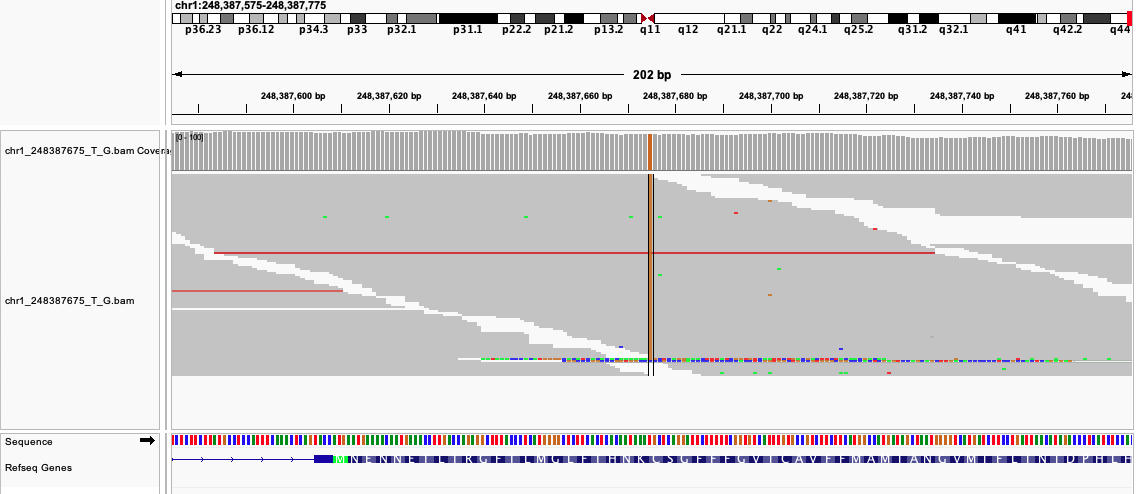 chr1:248,387,575-248,387,775
p36.23 p36.12 p34.3 p33 p32.1 p31.1 p22.2 p21.2 p13.2 q11 q12 q21.1 q22 q24.1 q25.2 q31.2 q32.1 q41 q42.2 q44
202 bp
248,387,600 bp 248,387,620 bp 248,387,640 bp 248,387,660 bp 248,387,680 bp 248,387,700 bp 248,387,720 bp 248,387,740 bp 248,387,760 bp 248
[0 - 100]
chr1_248387675_T_G.bam Covera
chr1_248387675_T_G.bam
Sequence
Refseq Genes